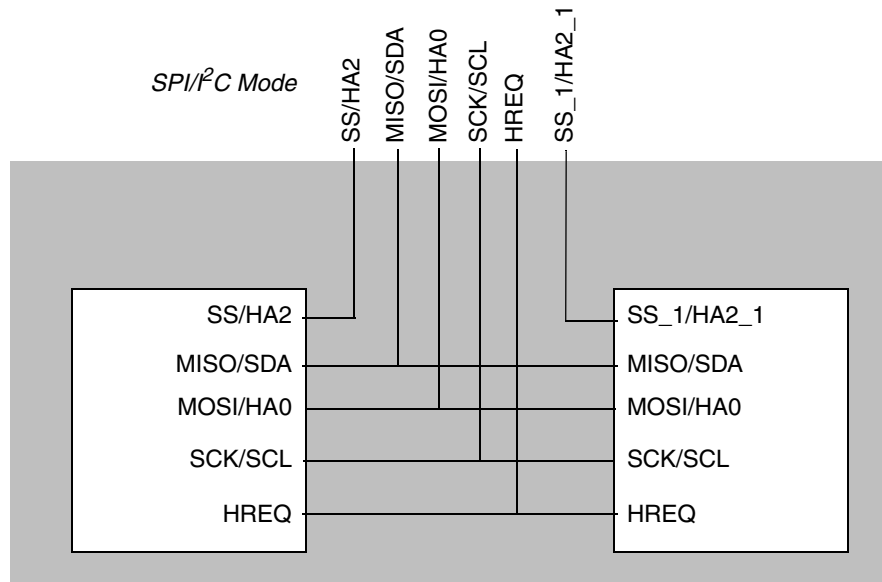 SPI/I²C Mode
SS/HA2
MISO/SDA
MOSI/HA0
SCK/SCL
HREQ
SS_1/HA2_1
SS/HA2
MISO/SDA
MOSI/HA0
SCK/SCL
HREQ
SS_1/HA2_1
MISO/SDA
MOSI/HA0
SCK/SCL
HREQ